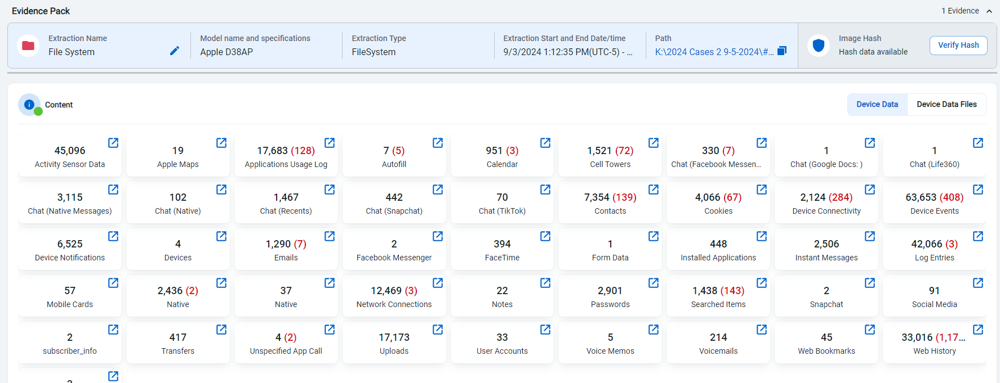 Evidence Pack
1 Evidence
Extraction Name
File System
Model name and specifications
Apple D38AP
Extraction Type
FileSystem
Extraction Start and End Date/time
9/3/2024 1:12:35 PM(UTC-5) - ...
Path
K:\2024 Cases 2 9-5-2024\#...
Image Hash
Hash data available
Verify Hash
Content
Device Data
Device Data Files
45,096
Activity Sensor Data
19
Apple Maps
17,683 (128)
Applications Usage Log
7 (5)
Autofill
951 (3)
Calendar
1,521 (72)
Cell Towers
330 (7)
Chat (Facebook Messen...
1
Chat (Google Docs: )
1
Chat (Life360)
3,115
Chat (Native Messages)
102
Chat (Native)
1,467
Chat (Recents)
442
Chat (Snapchat)
70
Chat (TikTok)
7,354 (139)
Contacts
4,066 (67)
Cookies
2,124 (284)
Device Connectivity
63,653 (408)
Device Events
6,525
Device Notifications
4
Devices
1,290 (7)
Emails
2
Facebook Messenger
394
FaceTime
1
Form Data
448
Installed Applications
2,506
Instant Messages
42,066 (3)
Log Entries
57
Mobile Cards
2,436 (2)
Native
37
Native
12,469 (3)
Network Connections
22
Notes
2,901
Passwords
1,438 (143)
Searched Items
2
Snapchat
91
Social Media
2
subscriber_info
417
Transfers
4 (2)
Unspecified App Call
17,173
Uploads
33
User Accounts
5
Voice Memos
214
Voicemails
45
Web Bookmarks
33,016 (1,17...
Web History